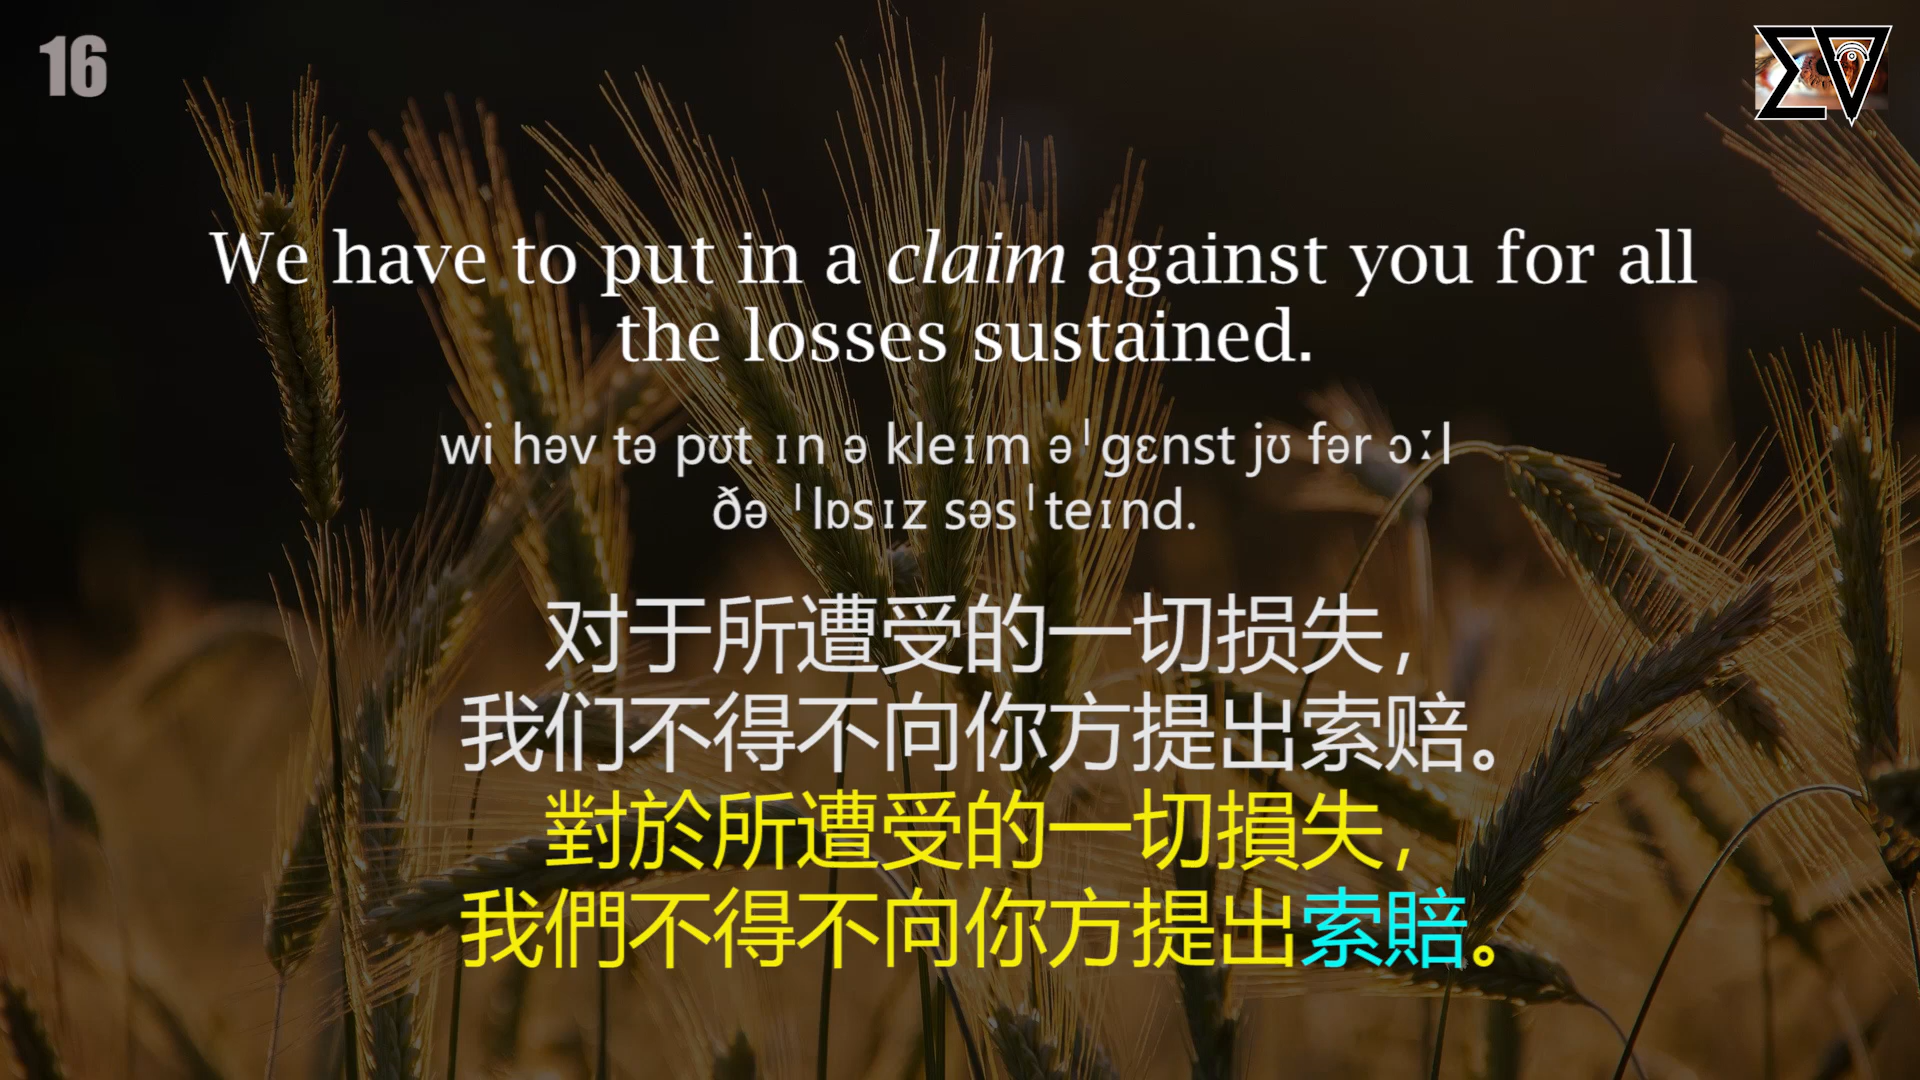 16
We have to put in a claim against you for all
the losses sustained.
wi həv tə pʊt ɪn ə kleɪm əˈgɛnst jʊ fər ɔːl
ðə ˈlɒsɪz səsˈteɪnd.
对于所遭受的一切损失，
我们不得不向你方提出索赔。
對於所遭受的一切損失，
我們不得不向你方提出索賠。